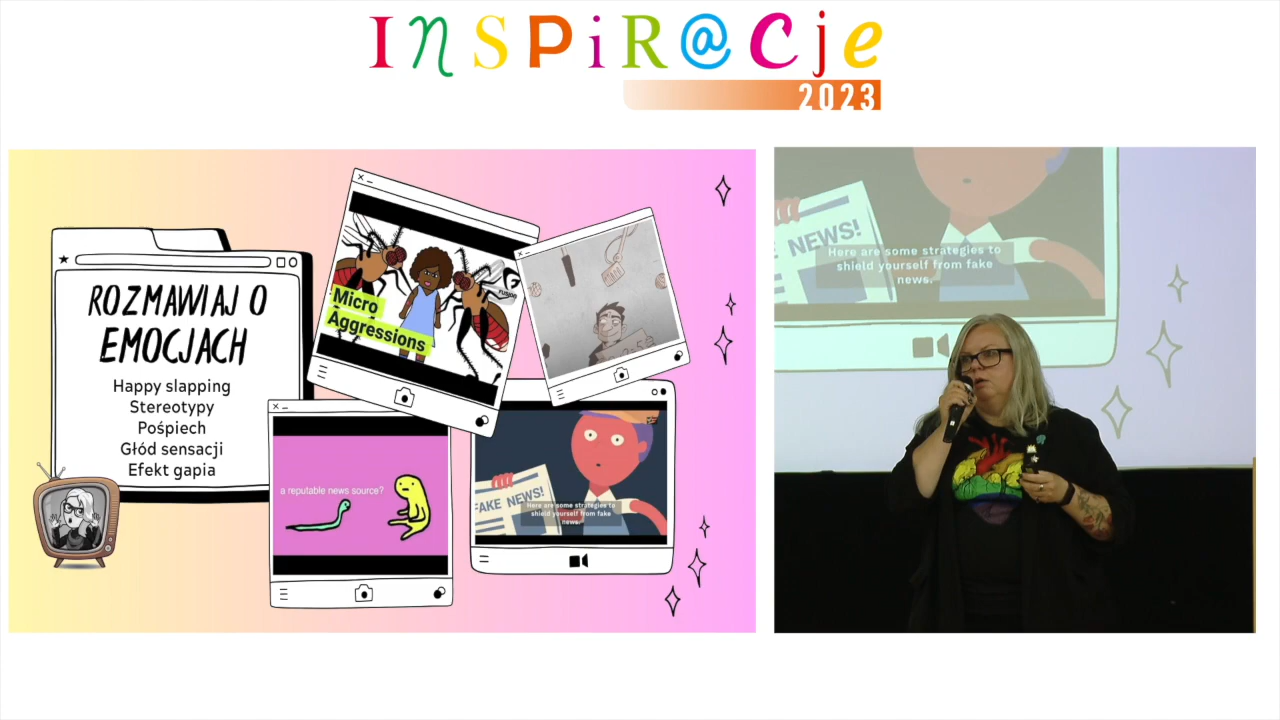 INSPiR@Cje
2023
ROZMAWIAJ O
EMOCJACH
Happy slapping
Stereotypy
Pośpiech
Głód sensacji
Efekt gapia
Micro
Aggressions
FUSION
a reputable news source?
FAKE NEWS!
Here are some strategies to
shield yourself from fake
news.
NEWS!
Here are some strategies to
shield yourself from fake
news.